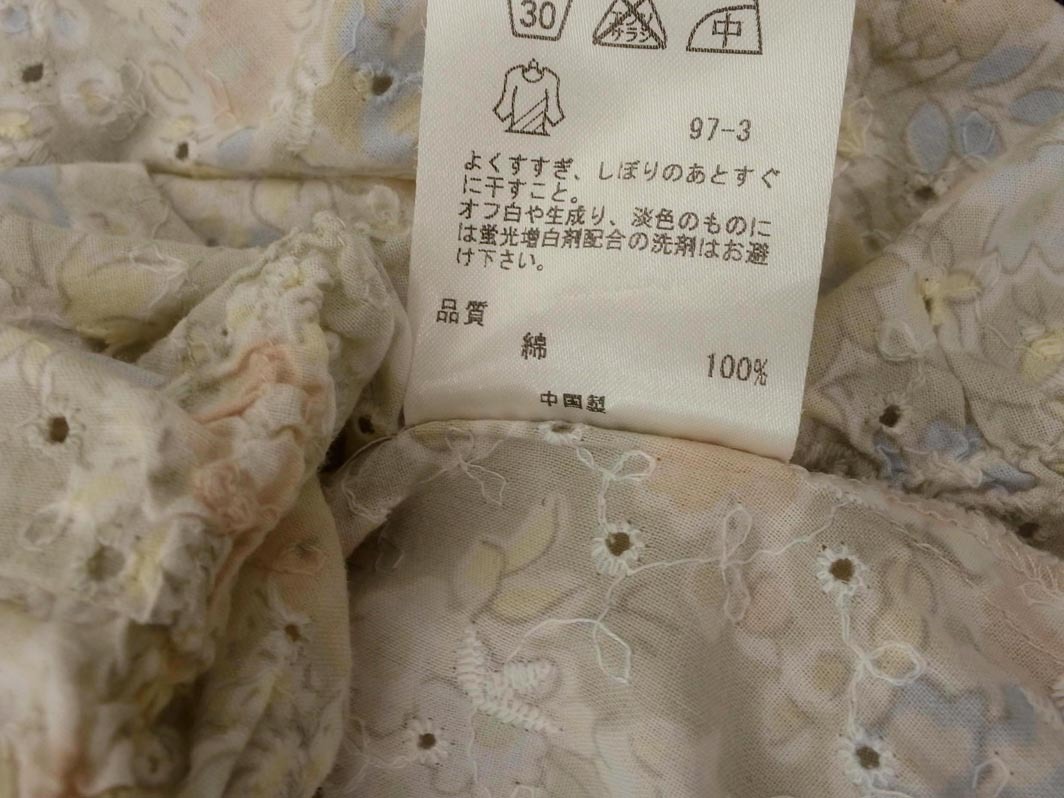 30
サラシ
中
97-3
よくすすぎ、しぼりのあとすぐ
に干すこと。
オフ白や生成り、淡色のものに
は蛍光増白剤配合の洗剤はお避
け下さい。
品質
綿 100%
中国製